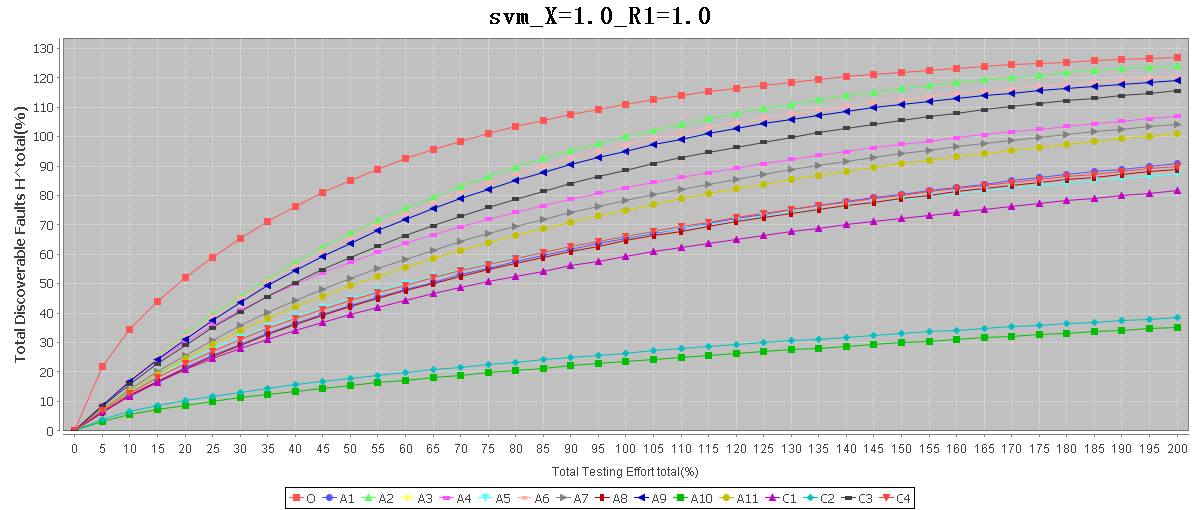 svm_X=1.0_R1=1.0
Total Discoverable Faults H^total(%)
130
120
110
100
90
80
70
60
50
40
30
20
10
0
0 5 10 15 20 25 30 35 40 45 50 55 60 65 70 75 80 85 90 95 100 105 110 115 120 125 130 135 140 145 150 155 160 165 170 175 180 185 190 195 200
Total Testing Effort total(%)
O A1 A2 A3 A4 A5 A6 A7 A8 A9 A10 A11 C1 C2 C3 C4